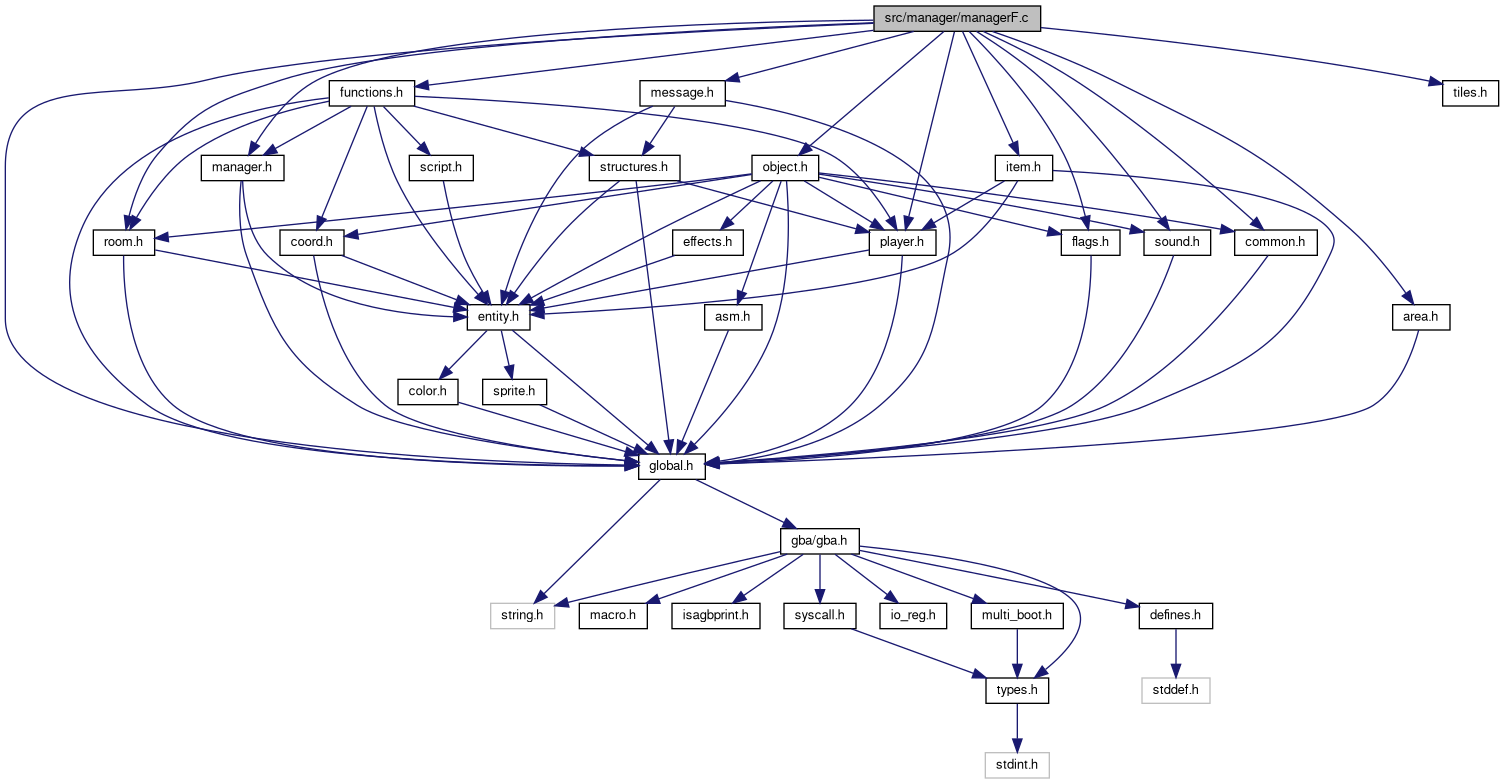 src/manager/managerF.c
functions.h
message.h
tiles.h
manager.h
script.h
structures.h
object.h
item.h
room.h
coord.h
effects.h
player.h
flags.h
sound.h
common.h
entity.h
asm.h
area.h
color.h
sprite.h
global.h
gba/gba.h
string.h
macro.h
isagbprint.h
syscall.h
io_reg.h
multi_boot.h
defines.h
types.h
stddef.h
stdint.h